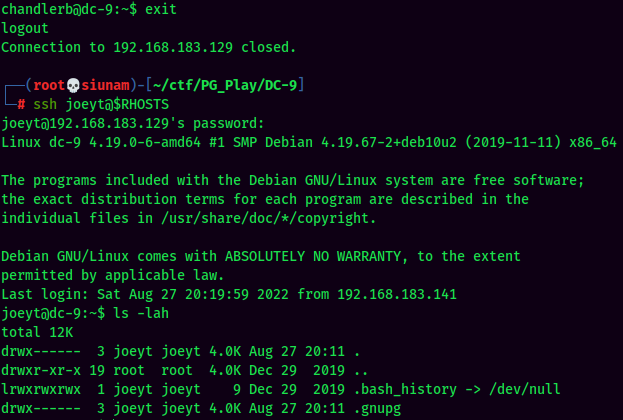 chandlerb@dc-9:~$ exit
logout
Connection to 192.168.183.129 closed.
┌──(root💀siunam)-[~/ctf/PG_Play/DC-9]
└─# ssh joeyt@$RHOSTS
joeyt@192.168.183.129's password:
Linux dc-9 4.19.0-6-amd64 #1 SMP Debian 4.19.67-2+deb10u2 (2019-11-11) x86_64
The programs included with the Debian GNU/Linux system are free software;
the exact distribution terms for each program are described in the
individual files in /usr/share/doc/*/copyright.
Debian GNU/Linux comes with ABSOLUTELY NO WARRANTY, to the extent
permitted by applicable law.
Last login: Sat Aug 27 20:19:59 2022 from 192.168.183.141
joeyt@dc-9:~$ ls -lah
total 12K
drwx------  3 joeyt joeyt 4.0K Aug 27 20:11 .
drwxr-xr-x 19 root  root  4.0K Dec 29  2019 ..
lrwxrwxrwx  1 joeyt joeyt    9 Dec 29  2019 .bash_history -> /dev/null
drwx------  3 joeyt joeyt 4.0K Aug 27 20:11 .gnupg